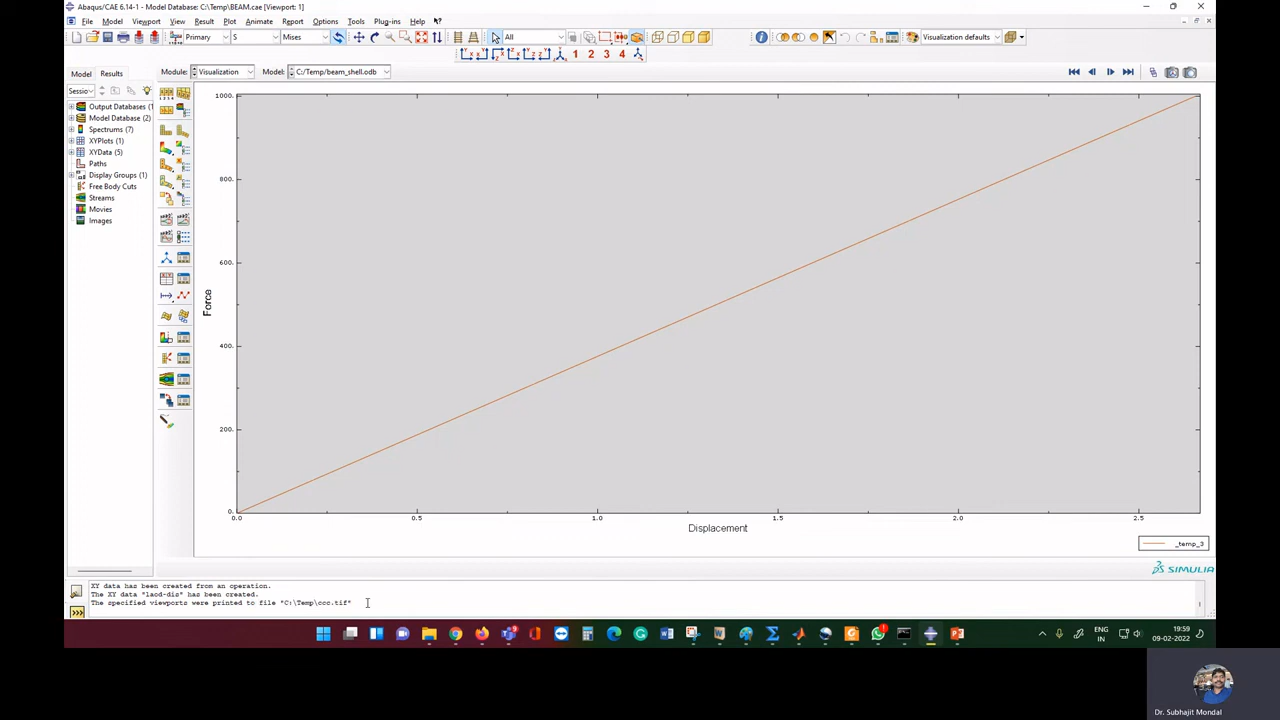 Abaqus/CAE 6.14-1 - Model Database: C:\Temp\BEAM.cae [Viewport: 1]
File Model Viewport View Result Plot Animate Report Options Tools Plug-ins Help
Primary S Mises All Visualization defaults
1 2 3 4
Model Results Module: Visualization Model: C:/Temp/beam_shell.odb
Sessio
Output Databases (1
Model Database (2)
Spectrums (7)
XYPlots (1)
XYData (5)
Paths
Display Groups (1)
Free Body Cuts
Streams
Movies
Images
1000.
800.
600.
400.
200.
0.
Force
0.0 0.5 1.0 1.5 2.0 2.5
Displacement
_temp_3
SIMULIA
XY data has been created from an operation.
The XY data "laod-dis" has been created.
The specified viewports were printed to file "C:\Temp\ccc.tif"
ENG
IN
19:59
09-02-2022
Dr. Subhajit Mondal